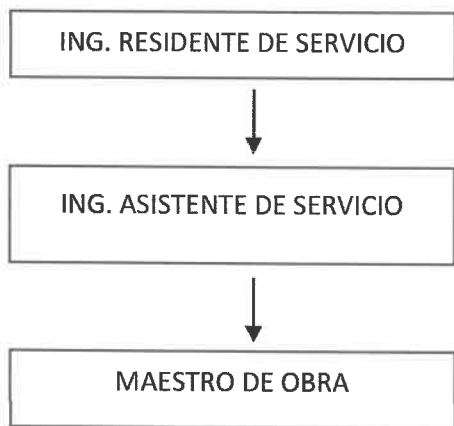 ING. RESIDENTE DE SERVICIO
ING. ASISTENTE DE SERVICIO
MAESTRO DE OBRA